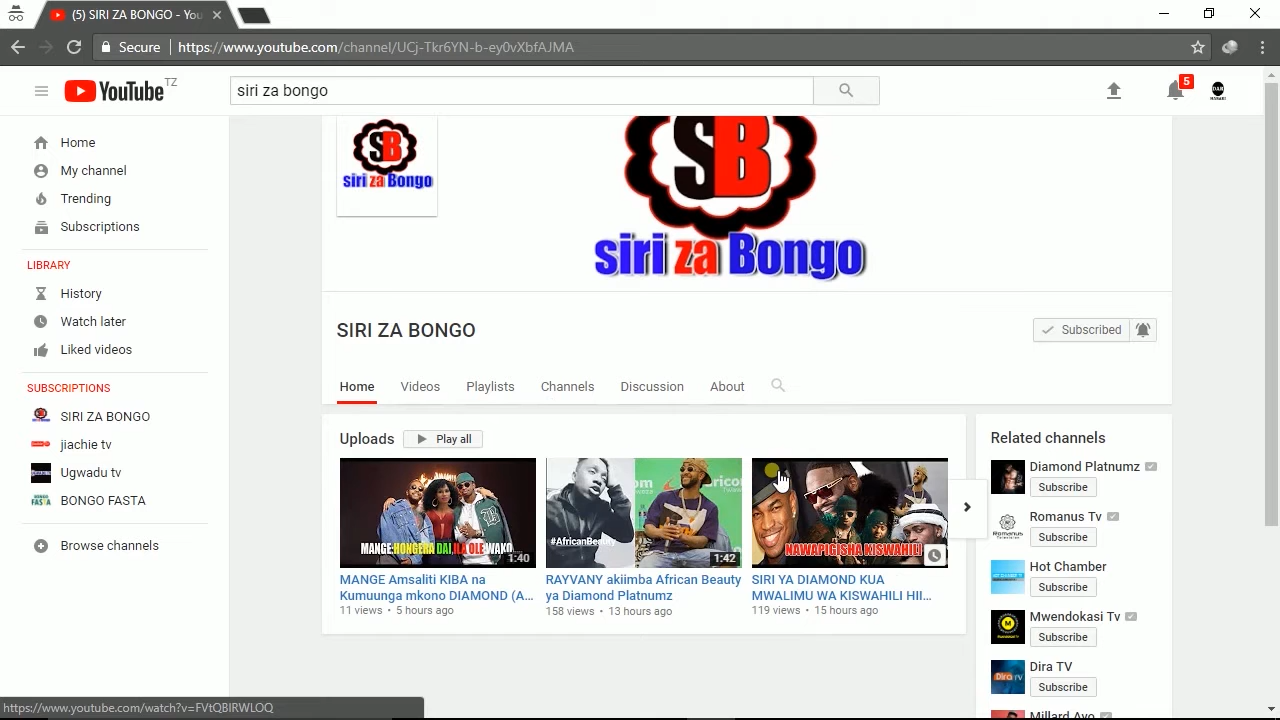 (5) SIRI ZA BONGO - You
Secure
https://www.youtube.com/channel/UCj-Tkr6YN-b-ey0vXbfAJMA
YouTube TZ
siri za bongo
5
DAR
Home
My channel
Trending
Subscriptions
LIBRARY
History
Watch later
Liked videos
SUBSCRIPTIONS
SIRI ZA BONGO
jiachie tv
Ugwadu tv
BONGO FASTA
Browse channels
SB
siri za Bongo
SB
siri za Bongo
SIRI ZA BONGO
Subscribed
Home Videos Playlists Channels Discussion About
Uploads Play all
MANGE,HONGERA DAI,ILA OLE WAKO...
1:40
MANGE Amsaliti KIBA na
Kumuunga mkono DIAMOND (A...
11 views • 5 hours ago
#AfricanBeauty
1:42
RAYVANY akiimba African Beauty
ya Diamond Platnumz
158 views • 13 hours ago
NAWAPIGISHA KISWAHILI
SIRI YA DIAMOND KUA
MWALIMU WA KISWAHILI HII...
119 views • 15 hours ago
Related channels
Diamond Platnumz
Subscribe
Romanus Tv
Subscribe
Hot Chamber
Subscribe
Mwendokasi Tv
Subscribe
Dira TV
Subscribe
Millard Ayo
https://www.youtube.com/watch?v=FVtQBIRWLOQ